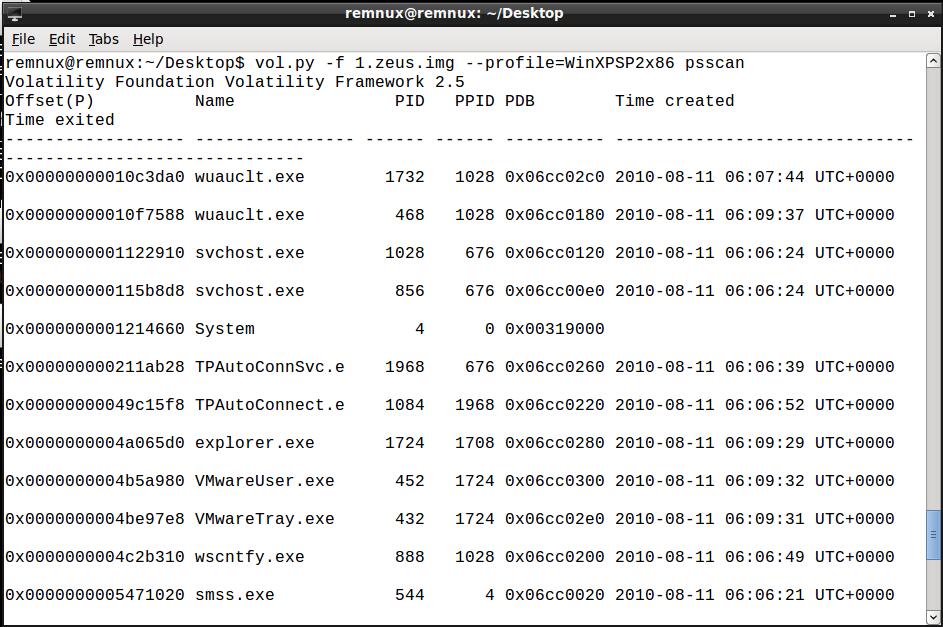 remnux@remnux: ~/Desktop
File Edit Tabs Help
remnux@remnux:~/Desktop$ vol.py -f 1.zeus.img --profile=WinXPSP2x86 psscan
Volatility Foundation Volatility Framework 2.5
Offset(P)          Name                PID   PPID PDB        Time created
Time exited
------------------ ---------------- ------ ------ ---------- ------------------------------
------------------------------
0x00000000010c3da0 wuauclt.exe        1732   1028 0x06cc02c0 2010-08-11 06:07:44 UTC+0000
0x00000000010f7588 wuauclt.exe         468   1028 0x06cc0180 2010-08-11 06:09:37 UTC+0000
0x0000000001122910 svchost.exe        1028    676 0x06cc0120 2010-08-11 06:06:24 UTC+0000
0x000000000115b8d8 svchost.exe         856    676 0x06cc00e0 2010-08-11 06:06:24 UTC+0000
0x0000000001214660 System                4      0 0x00319000
0x000000000211ab28 TPAutoConnSvc.e    1968    676 0x06cc0260 2010-08-11 06:06:39 UTC+0000
0x00000000049c15f8 TPAutoConnect.e    1084   1968 0x06cc0220 2010-08-11 06:06:52 UTC+0000
0x0000000004a065d0 explorer.exe       1724   1708 0x06cc0280 2010-08-11 06:09:29 UTC+0000
0x0000000004b5a980 VMwareUser.exe      452   1724 0x06cc0300 2010-08-11 06:09:32 UTC+0000
0x0000000004be97e8 VMwareTray.exe      432   1724 0x06cc02e0 2010-08-11 06:09:31 UTC+0000
0x0000000004c2b310 wscntfy.exe         888   1028 0x06cc0200 2010-08-11 06:06:49 UTC+0000
0x0000000005471020 smss.exe            544      4 0x06cc0020 2010-08-11 06:06:21 UTC+0000